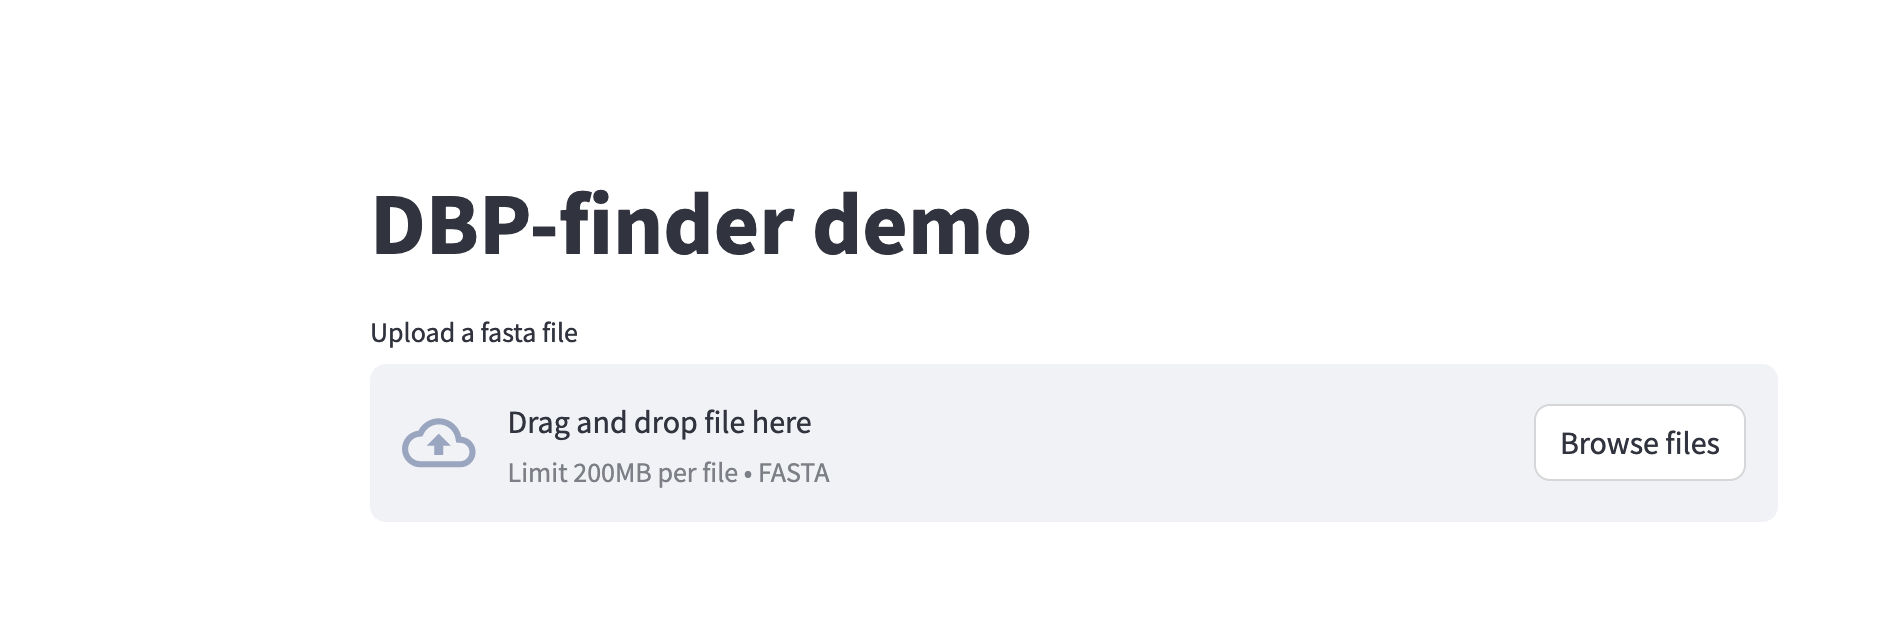 DBP-finder demo
Upload a fasta file
Drag and drop file here
Limit 200MB per file • FASTA
Browse files